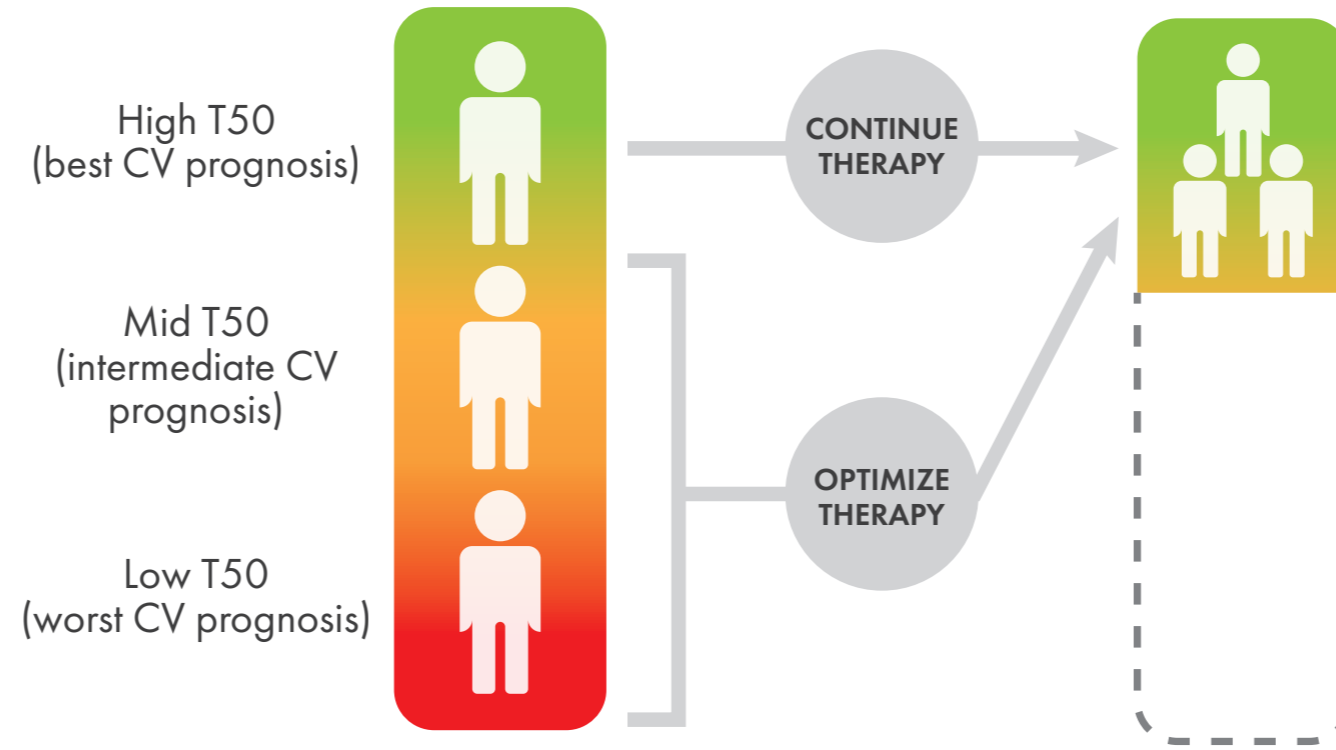 High T50
(best CV prognosis)
CONTINUE
THERAPY
Mid T50
(intermediate CV
prognosis)
OPTIMIZE
THERAPY
Low T50
(worst CV prognosis)